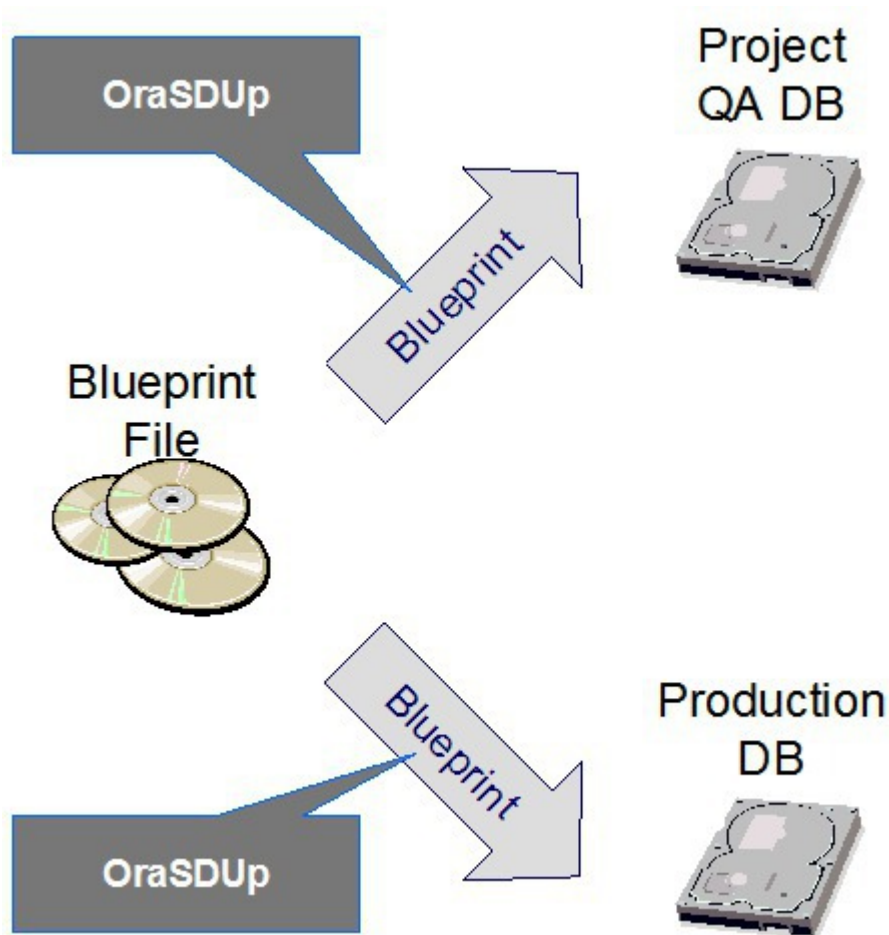 OraSDUp
Project
QA DB
Blueprint
Blueprint
File
Blueprint
Production
DB
OraSDUp